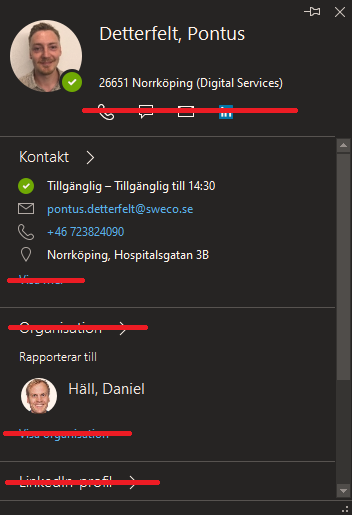 Detterfelt, Pontus
26651 Norrköping (Digital Services)
Kontakt
Tillgänglig – Tillgänglig till 14:30
pontus.detterfelt@sweco.se
+46 723824090
Norrköping, Hospitalsgatan 3B
Visa mer
Organisation
Rapporterar till
Häll, Daniel
Visa organisation
LinkedIn-profil